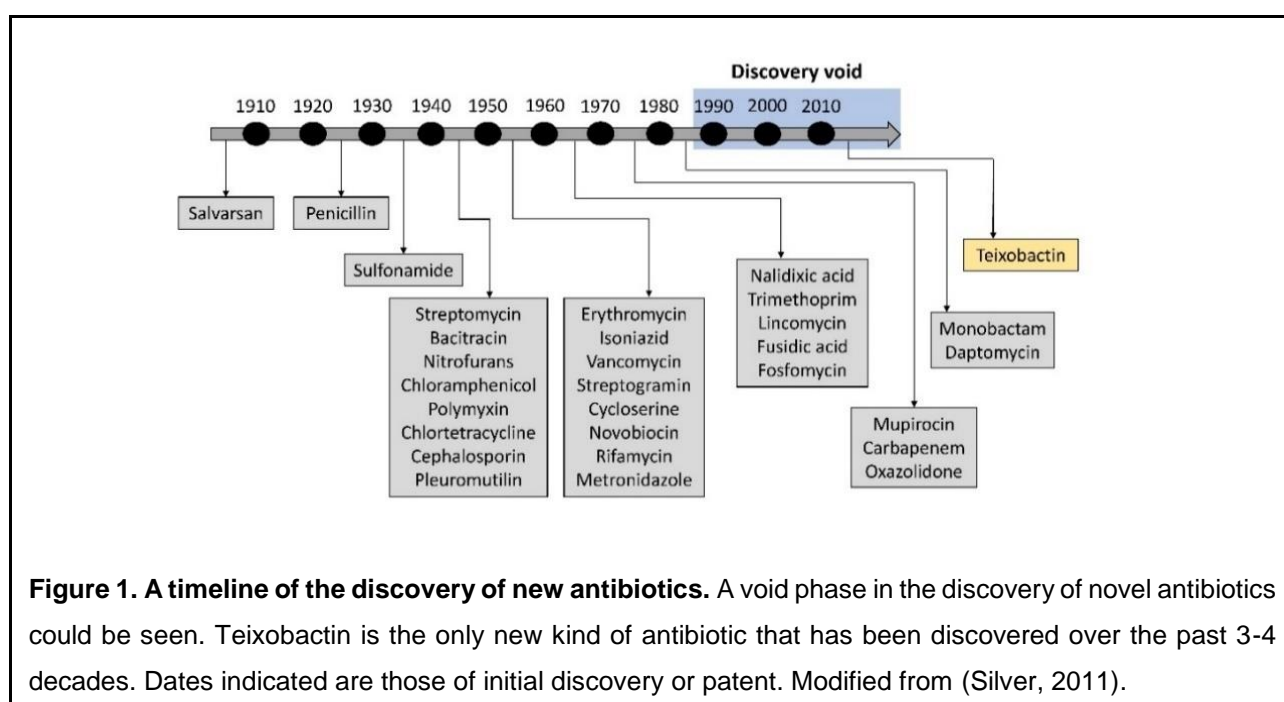 Discovery void
1910 1920 1930 1940 1950 1960 1970 1980 1990 2000 2010
Salvarsan
Penicillin
Sulfonamide
Streptomycin
Bacitracin
Nitrofurans
Chloramphenicol
Polymyxin
Chlortetracycline
Cephalosporin
Pleuromutilin
Erythromycin
Isoniazid
Vancomycin
Streptogramin
Cycloserine
Novobiocin
Rifamycin
Metronidazole
Nalidixic acid
Trimethoprim
Lincomycin
Fusidic acid
Fosfomycin
Mupirocin
Carbapenem
Oxazolidone
Monobactam
Daptomycin
Teixobactin
Figure 1. A timeline of the discovery of new antibiotics. A void phase in the discovery of novel antibiotics
could be seen. Teixobactin is the only new kind of antibiotic that has been discovered over the past 3-4
decades. Dates indicated are those of initial discovery or patent. Modified from (Silver, 2011).